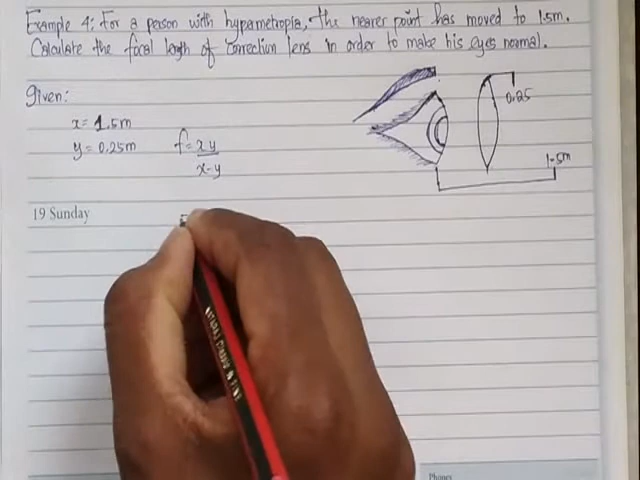 Example 4: For a person with hypametropia, the nearer point has moved to 1.5m.
Calculate the focal length of correction lens in order to make his eyes normal.
Given:
x= 1.5m
y= 0.25m
f= xy
x-y
0.25
1.5m
19 Sunday
Phones